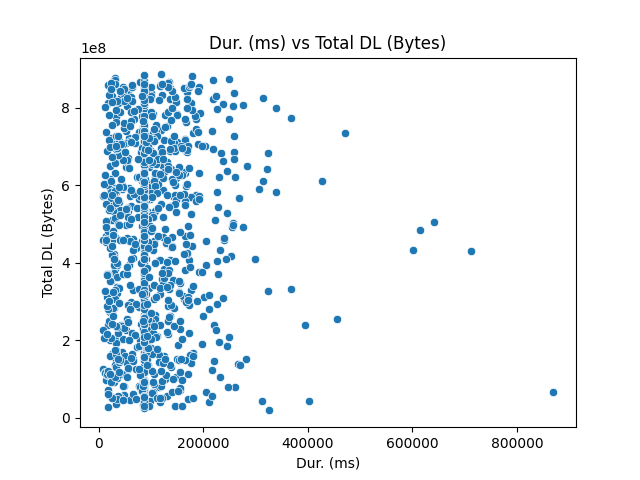 Dur. (ms) vs Total DL (Bytes)
1e8
8
6
4
2
0
Total DL (Bytes)
0 200000 400000 600000 800000
Dur. (ms)